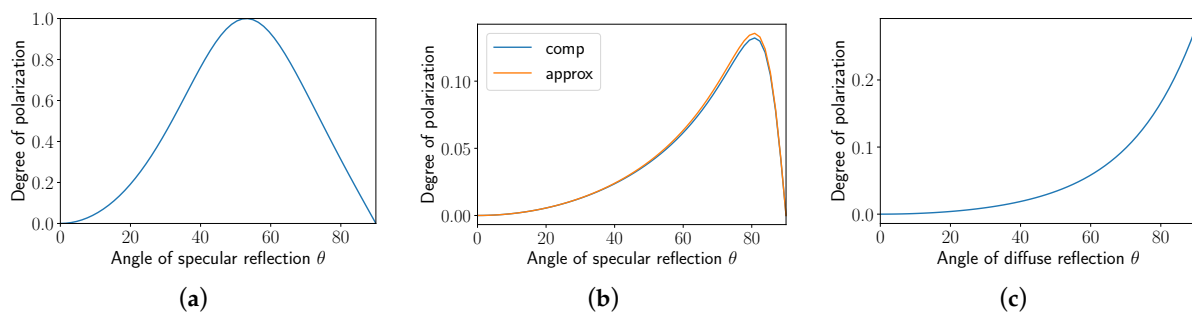 Degree of polarization
1.0
0.8
0.6
0.4
0.2
0.0
0 20 40 60 80
Angle of specular reflection θ
(a)
Degree of polarization
0.10
0.05
0.00
comp
approx
0 20 40 60 80
Angle of specular reflection θ
(b)
Degree of polarization
0.2
0.1
0.0
0 20 40 60 80
Angle of diffuse reflection θ
(c)